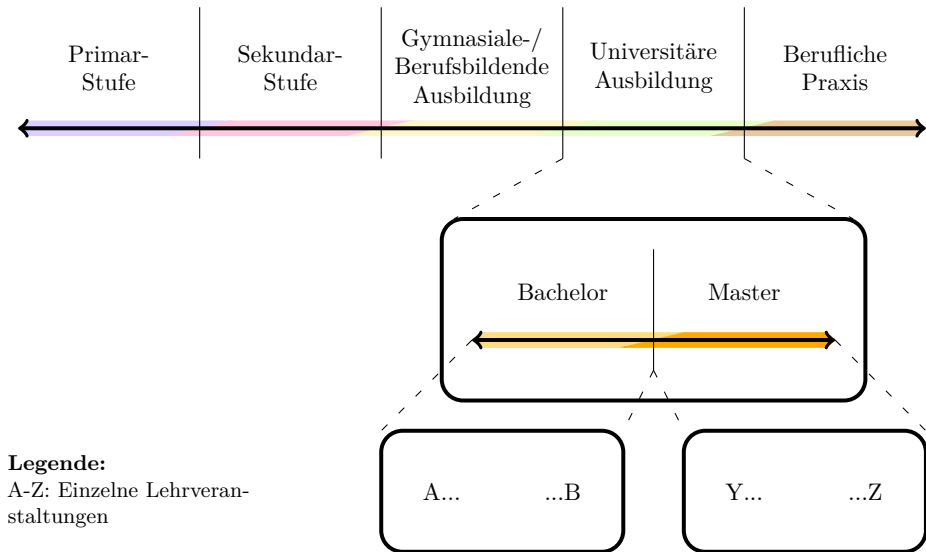 Primar-
Stufe
Sekundar-
Stufe
Gymnasiale-/
Berufsbildende
Ausbildung
Universitäre
Ausbildung
Berufliche
Praxis
Bachelor
Master
A...
...B
Y...
...Z
Legende:
A-Z: Einzelne Lehrveran-
staltungen